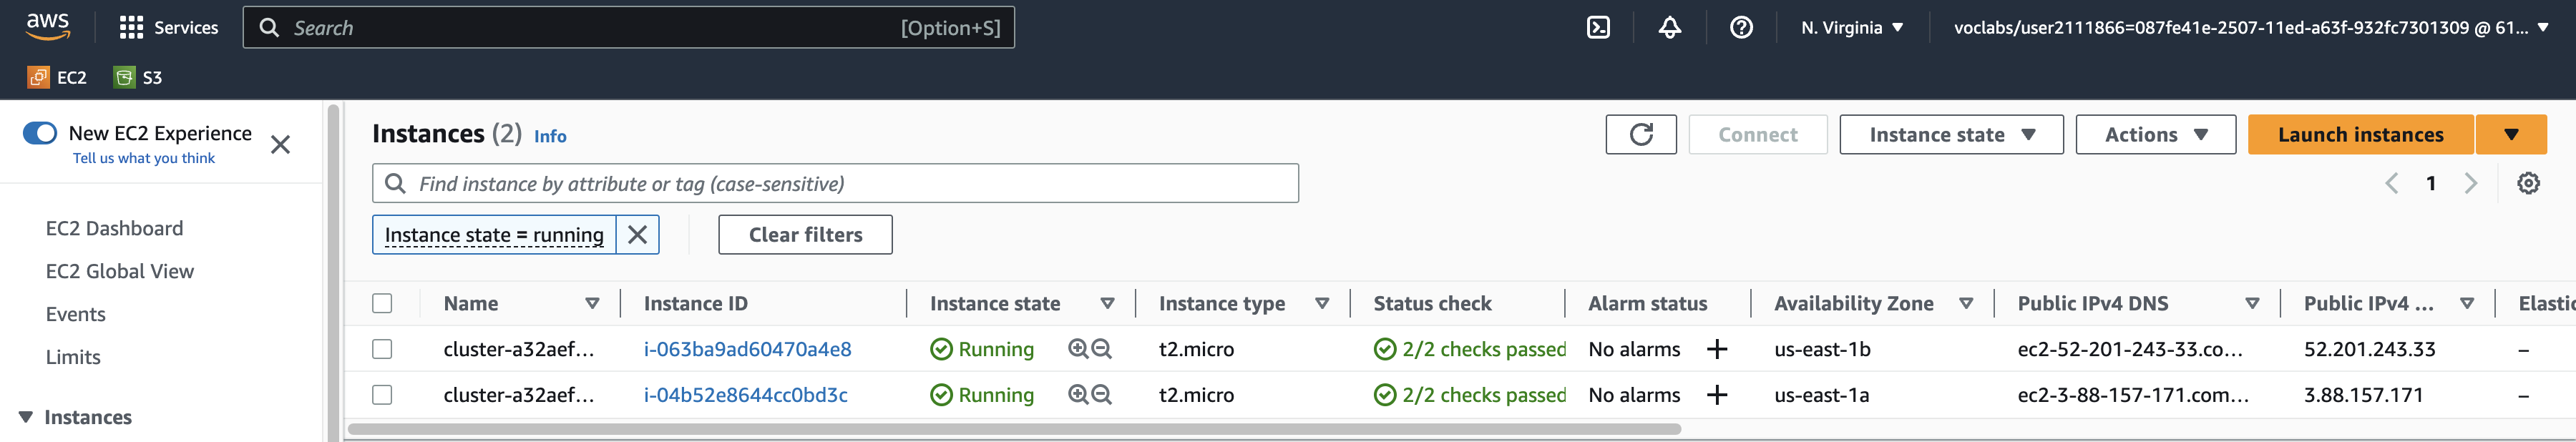 aws
Services
Search
[Option+S]
N. Virginia
voclabs/user2111866=087fe41e-2507-11ed-a63f-932fc7301309 @ 61...
EC2
S3
New EC2 Experience
Tell us what you think
EC2 Dashboard
EC2 Global View
Events
Limits
Instances
Instances (2) Info
Connect
Instance state
Actions
Launch instances
Find instance by attribute or tag (case-sensitive)
1
Instance state = running
Clear filters
Name Instance ID Instance state Instance type Status check Alarm status Availability Zone Public IPv4 DNS Public IPv4 ... Elastic
cluster-a32aef... i-063ba9ad60470a4e8 Running t2.micro 2/2 checks passed No alarms + us-east-1b ec2-52-201-243-33.co... 52.201.243.33 –
cluster-a32aef... i-04b52e8644cc0bd3c Running t2.micro 2/2 checks passed No alarms + us-east-1a ec2-3-88-157-171.com... 3.88.157.171 –